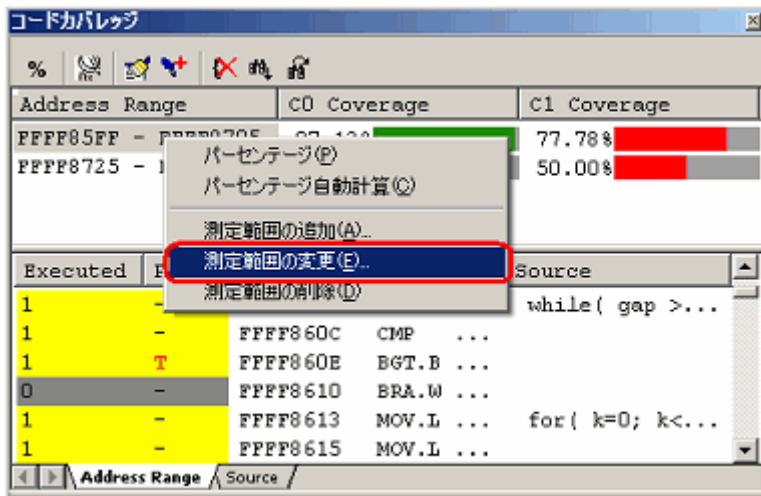 コードカバレッジ
%
Address Range C0 Coverage C1 Coverage
FFFF85FF - 77.78%
FFFF8725 - 50.00%
パーセンテージ(P)
パーセンテージ自動計算(C)
測定範囲の追加(A)...
測定範囲の変更(E)...
測定範囲の削除(D)
Executed Source
1 - while( gap >...
1 - FFFF860C CMP ...
1 T FFFF860E BGT.B ...
0 - FFFF8610 BRA.W ...
1 - FFFF8613 MOV.L ... for( k=0; k<...
1 - FFFF8615 MOV.L ...
Address Range Source